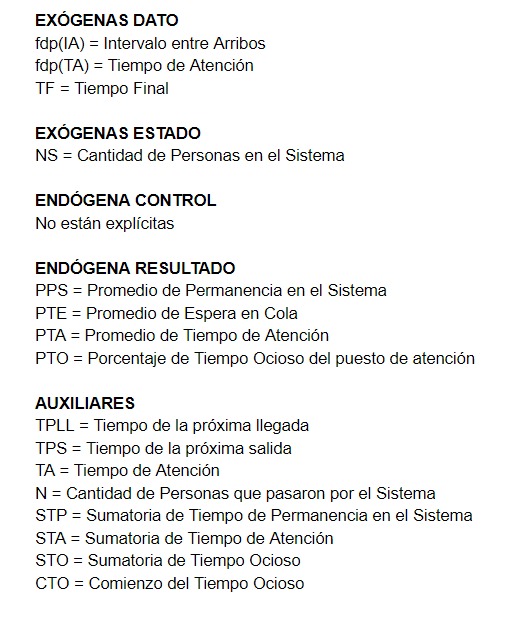 EXÓGENAS DATO
fdp(IA) = Intervalo entre Arribos
fdp(TA) = Tiempo de Atención
TF = Tiempo Final
EXÓGENAS ESTADO
NS = Cantidad de Personas en el Sistema
ENDÓGENA CONTROL
No están explícitas
ENDÓGENA RESULTADO
PPS = Promedio de Permanencia en el Sistema
PTE = Promedio de Espera en Cola
PTA = Promedio de Tiempo de Atención
PTO = Porcentaje de Tiempo Ocioso del puesto de atención
AUXILIARES
TPLL = Tiempo de la próxima llegada
TPS = Tiempo de la próxima salida
TA = Tiempo de Atención
N = Cantidad de Personas que pasaron por el Sistema
STP = Sumatoria de Tiempo de Permanencia en el Sistema
STA = Sumatoria de Tiempo de Atención
STO = Sumatoria de Tiempo Ocioso
CTO = Comienzo del Tiempo Ocioso